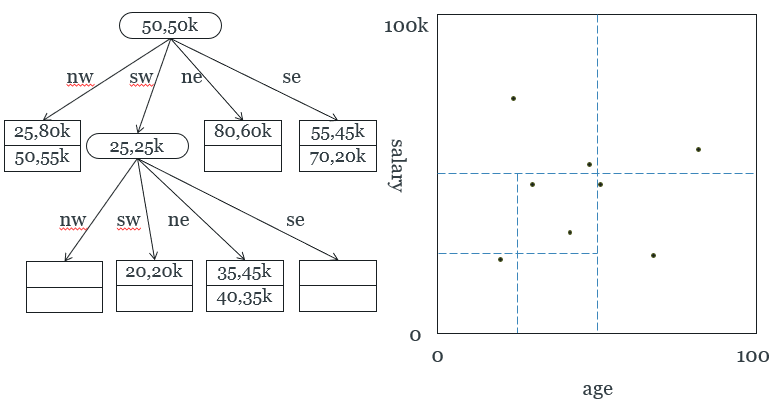 50,50k
nw sw ne se
25,80k
50,55k
25,25k
80,60k
55,45k
70,20k
nw sw ne se
20,20k
35,45k
40,35k
100k
salary
0
0 100
age